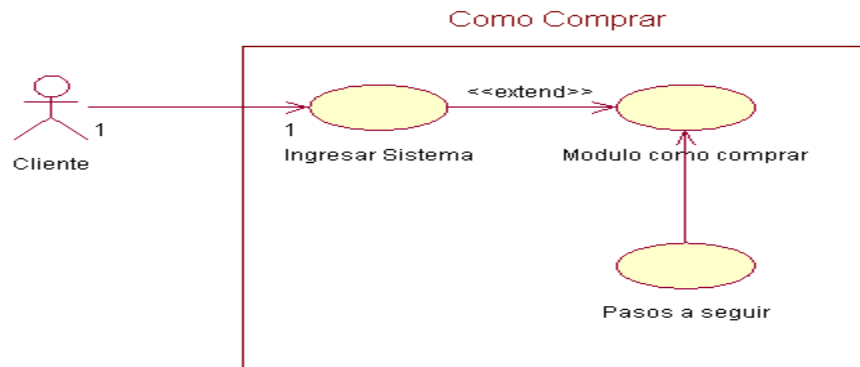 Como Comprar
<<extend>>
1
1
Cliente
Ingresar Sistema
Modulo como comprar
Pasos a seguir